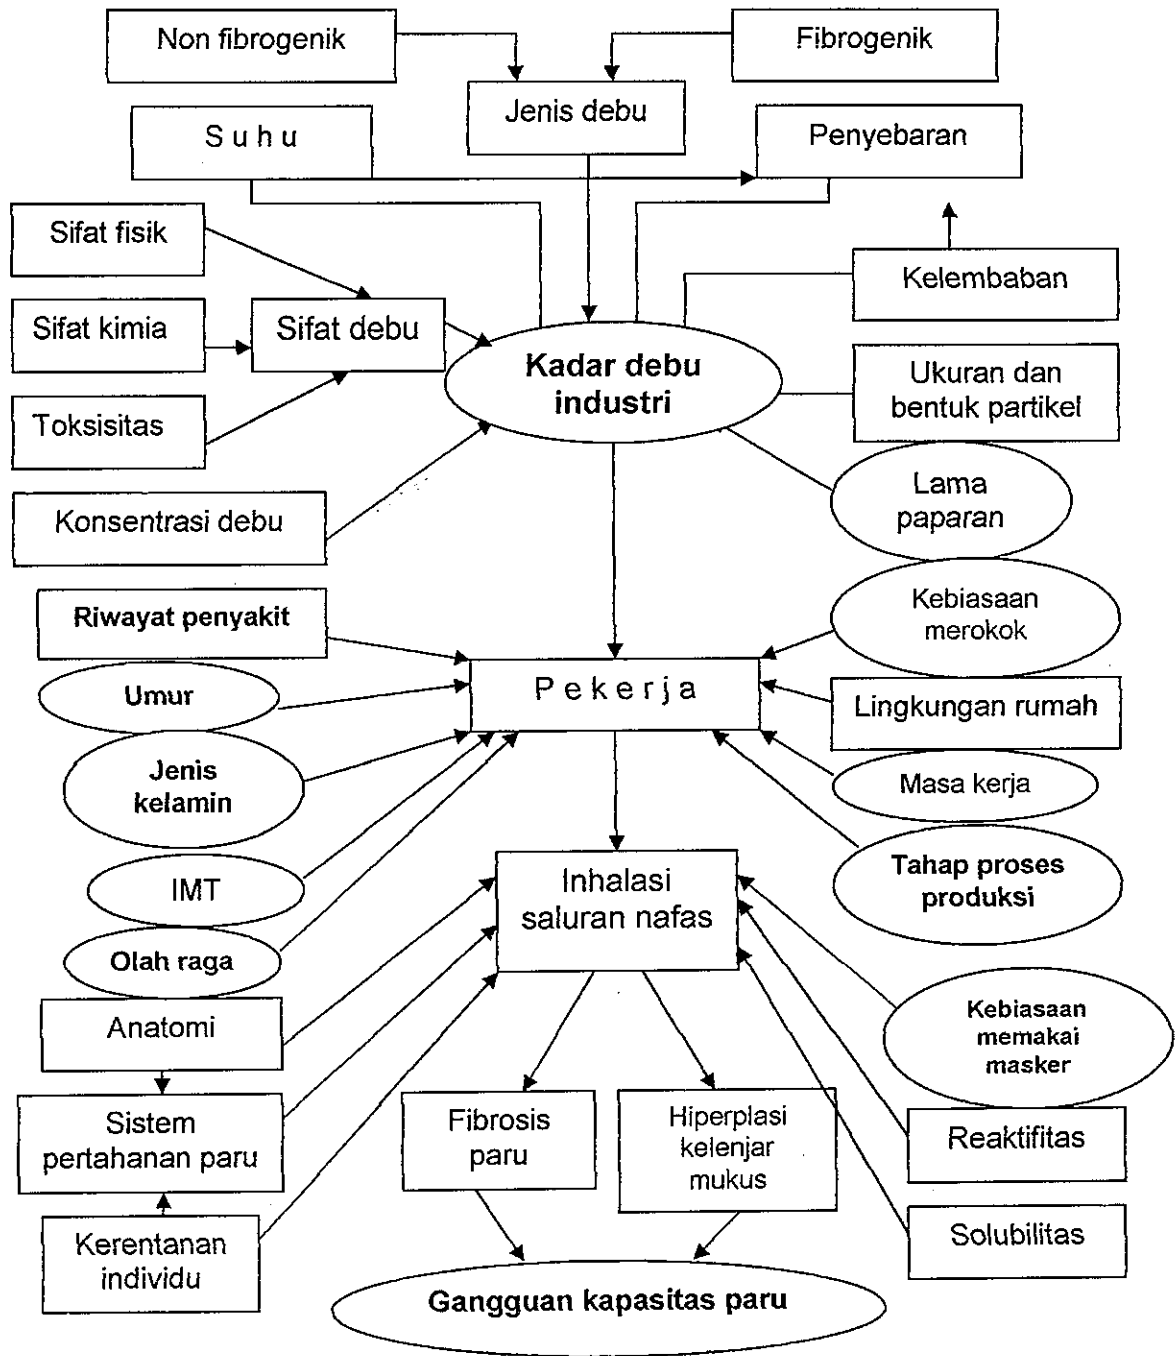 Non fibrogenik
Fibrogenik
Jenis debu
S u h u
Penyebaran
Sifat fisik
Kelembaban
Sifat kimia
Sifat debu
Kadar debu
industri
Ukuran dan
bentuk partikel
Toksisitas
Lama
paparan
Konsentrasi debu
Riwayat penyakit
Kebiasaan
merokok
Umur
P e k e r j a
Lingkungan rumah
Jenis
kelamin
Masa kerja
IMT
Inhalasi
saluran nafas
Tahap proses
produksi
Olah raga
Anatomi
Kebiasaan
memakai
masker
Sistem
pertahanan paru
Fibrosis
paru
Hiperplasi
kelenjar
mukus
Reaktifitas
Kerentanan
individu
Solubilitas
Gangguan kapasitas paru